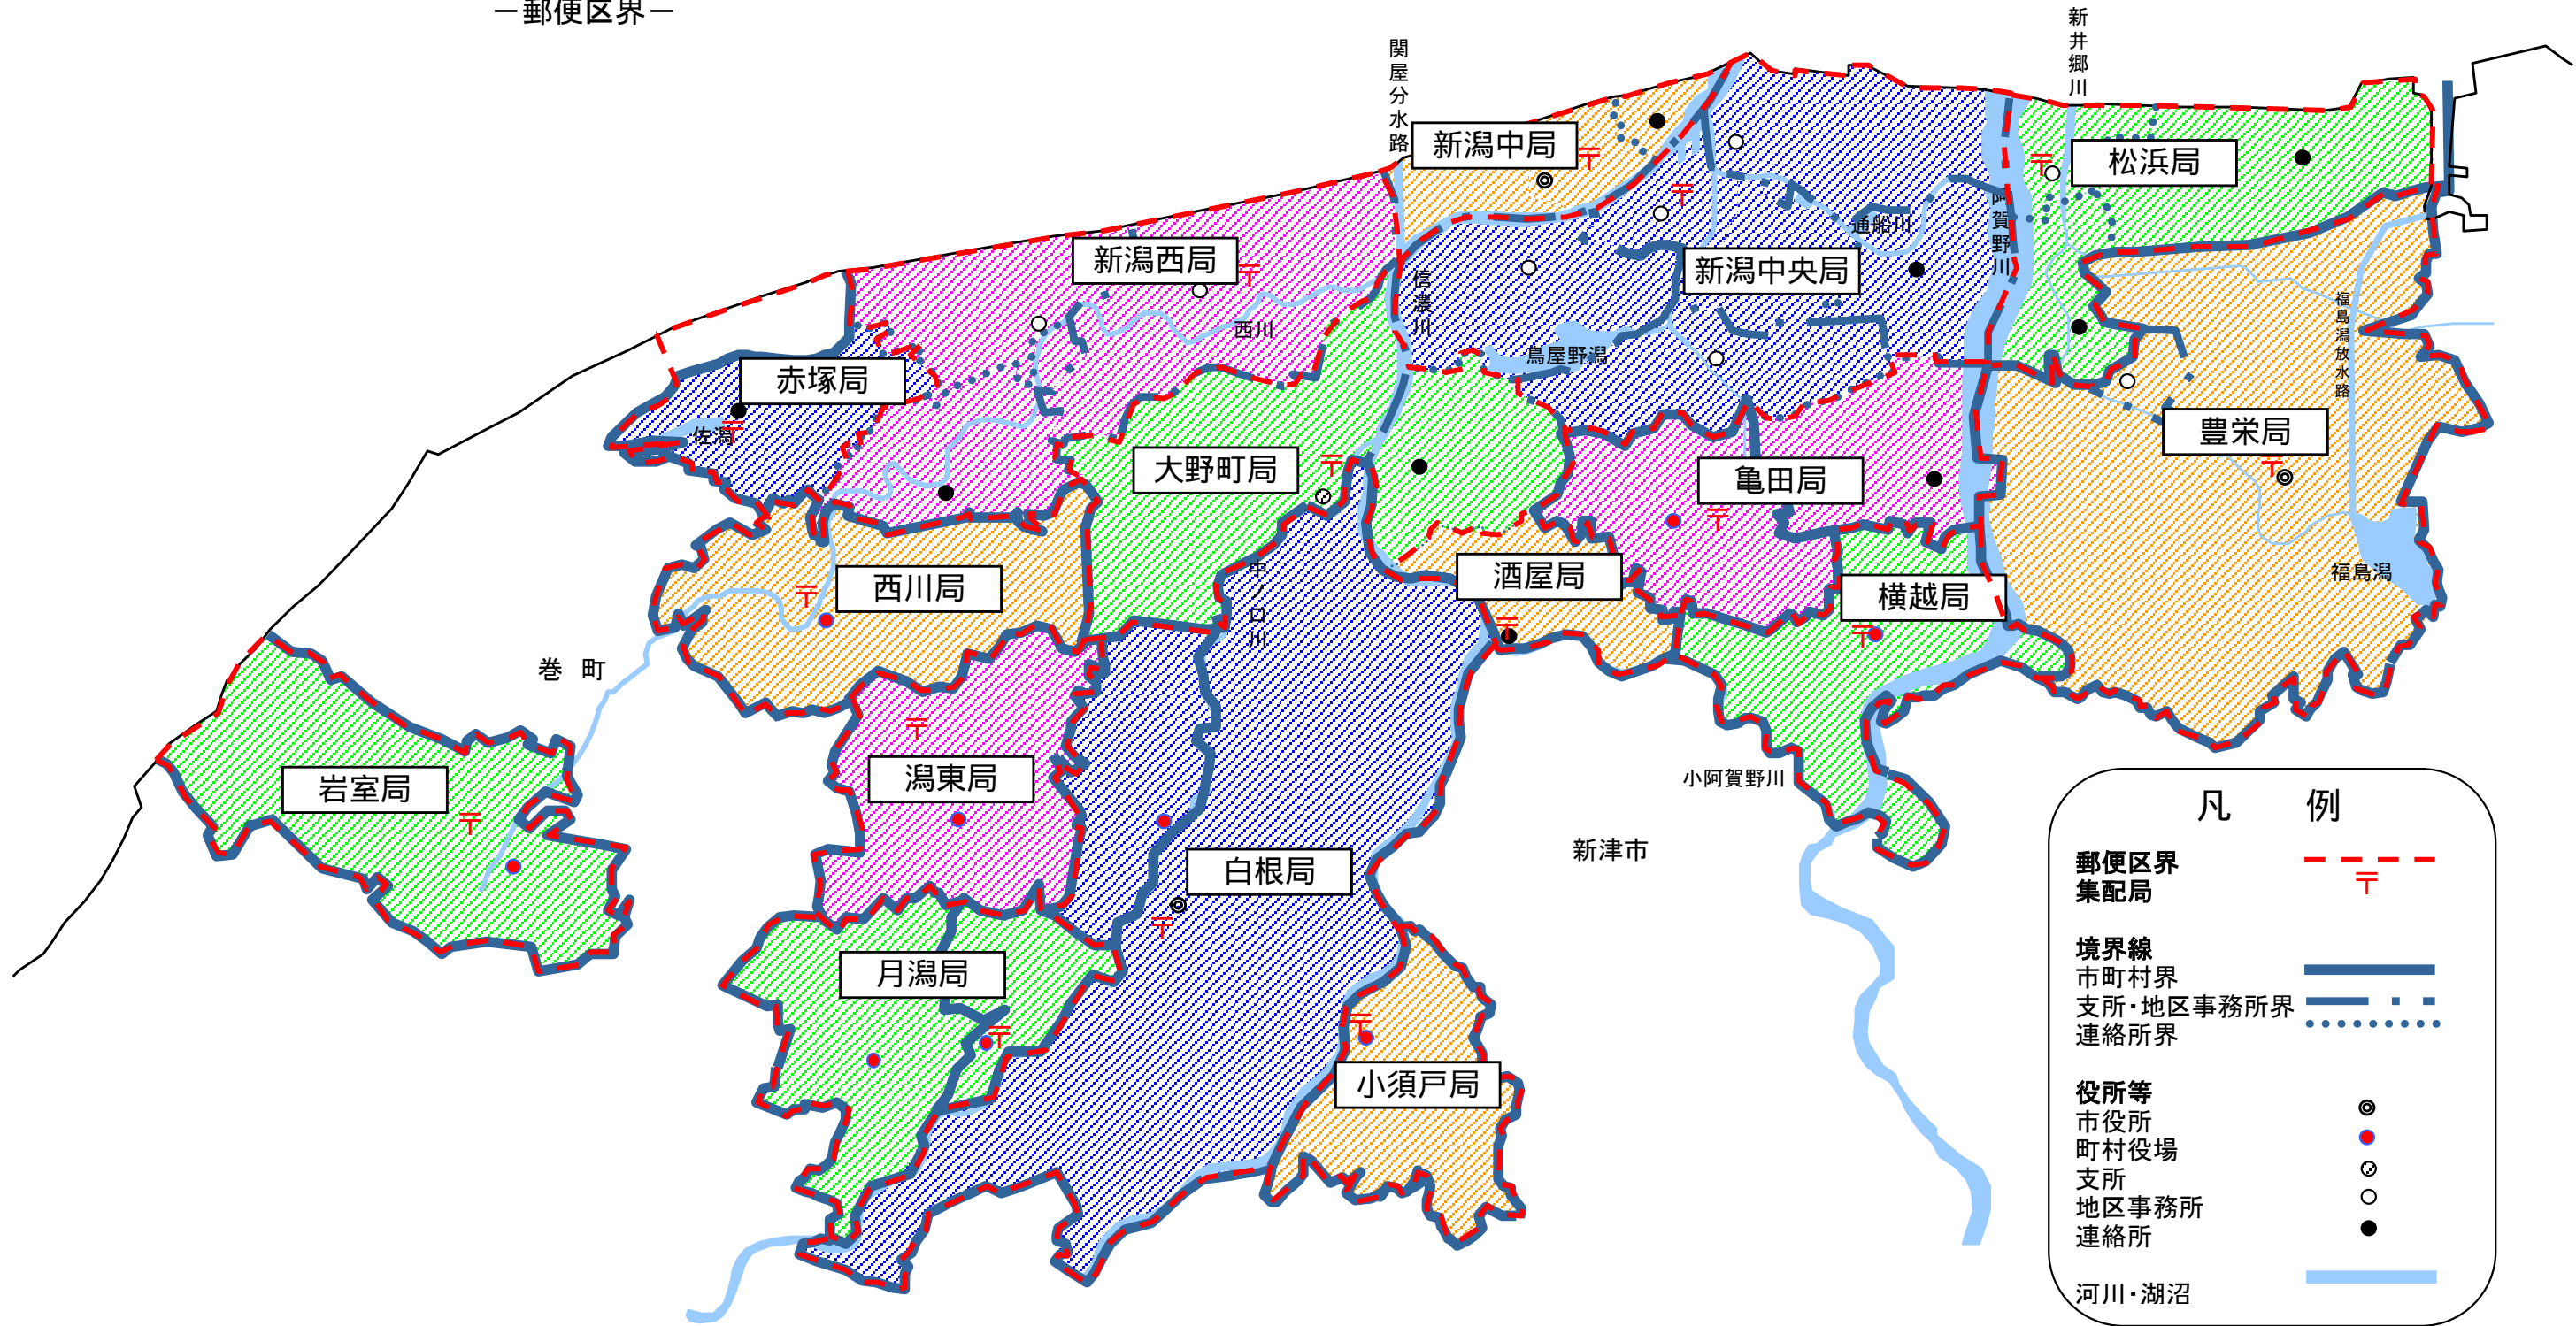 －郵便区界－
新井郷川
関屋分水路
新潟中局
松浜局
阿賀野川
通船川
新潟西局
新潟中央局
信濃川
福島潟放水路
西川
鳥屋野潟
赤塚局
佐潟
豊栄局
大野町局
亀田局
酒屋局
福島潟
西川局
中ノ口川
横越局
巻 町
岩室局
潟東局
小阿賀野川
新津市
白根局
月潟局
小須戸局
凡 例
郵便区界
集配局 〒
境界線
市町村界
支所・地区事務所界
連絡所界
役所等
市役所
町村役場
支所
地区事務所
連絡所
河川・湖沼